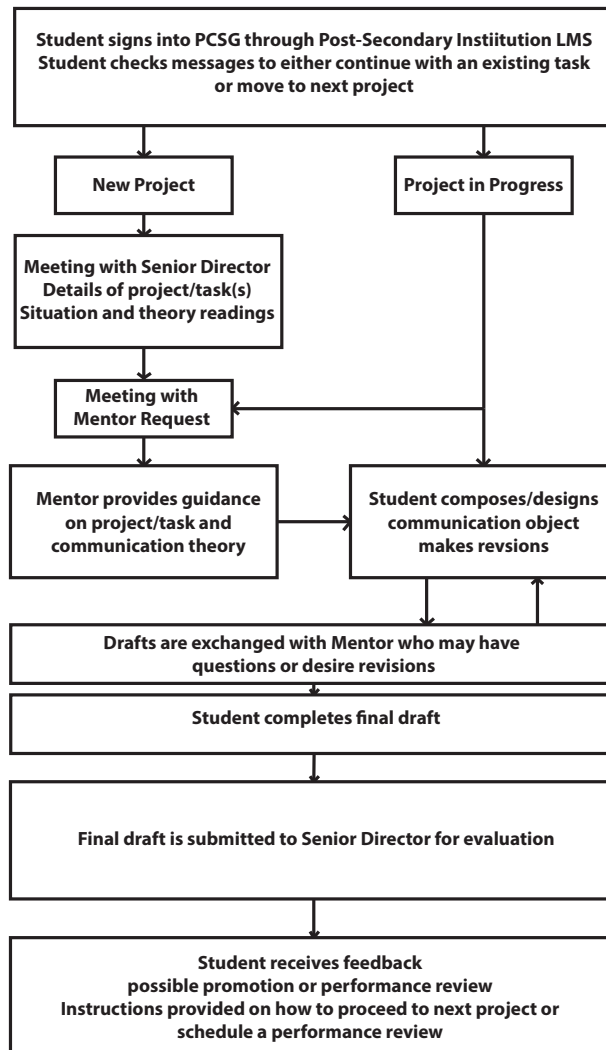 Student signs into PCSG through Post-Secondary Instiitution LMS
Student checks messages to either continue with an existing task
or move to next project
New Project
Project in Progress
Meeting with Senior Director
Details of project/task(s)
Situation and theory readings
Meeting with
Mentor Request
Mentor provides guidance
on project/task and
communication theory
Student composes/designs
communication object
makes revsions
Drafts are exchanged with Mentor who may have
questions or desire revisions
Student completes final draft
Final draft is submitted to Senior Director for evaluation
Student receives feedback
possible promotion or performance review
Instructions provided on how to proceed to next project or
schedule a performance review